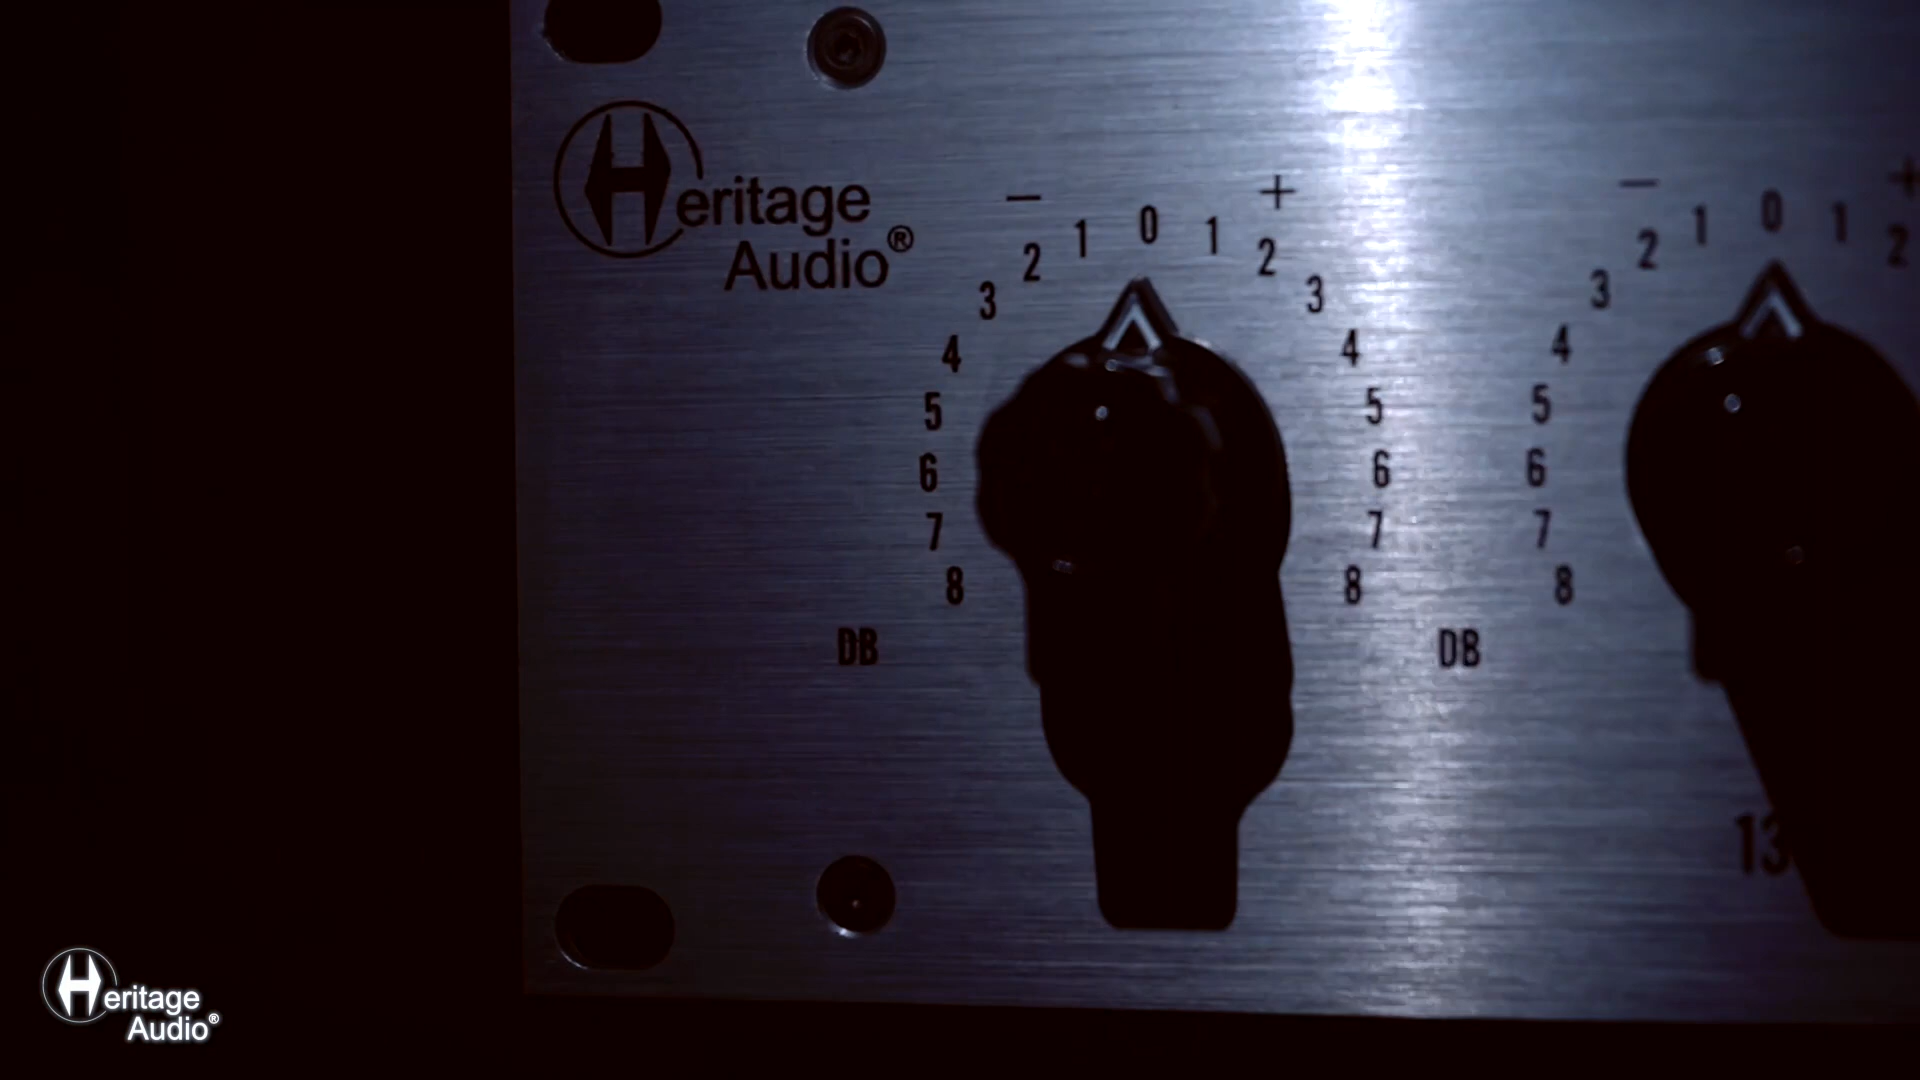 Heritage
Audio®
− +
2 1 0 1 2
3 3
4 4
5 5
6 6
7 7
8 8
DB
− +
2 1 0 1 2
3
4
5
6
7
8
DB
13
Heritage
Audio®